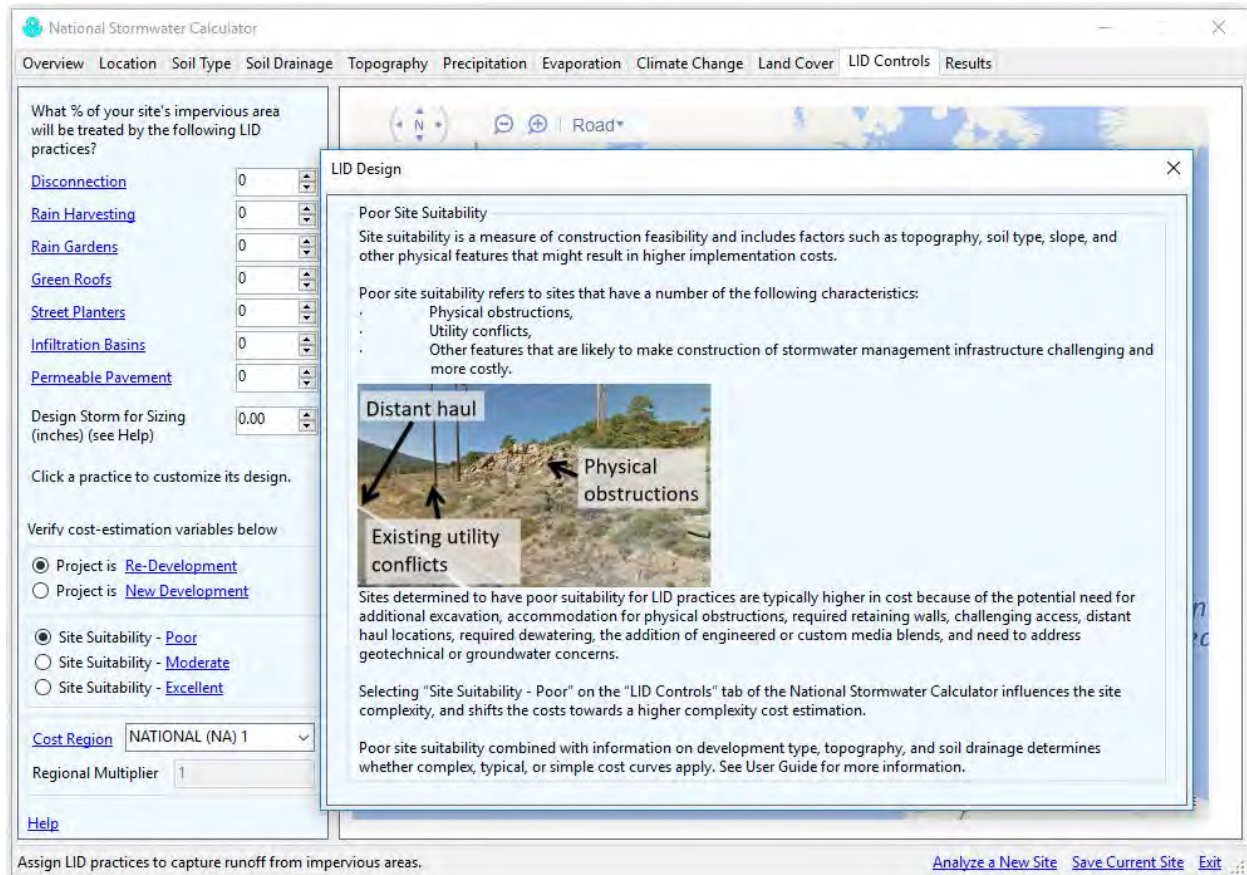 National Stormwater Calculator
Overview Location Soil Type Soil Drainage Topography Precipitation Evaporation Climate Change Land Cover LID Controls Results
What % of your site's impervious area
will be treated by the following LID
practices?
Disconnection 0
Rain Harvesting 0
Rain Gardens 0
Green Roofs 0
Street Planters 0
Infiltration Basins 0
Permeable Pavement 0
Design Storm for Sizing 0.00
(inches) (see Help)
Click a practice to customize its design.
Verify cost-estimation variables below
Project is Re-Development
Project is New Development
Site Suitability - Poor
Site Suitability - Moderate
Site Suitability - Excellent
Cost Region NATIONAL (NA) 1
Regional Multiplier 1
Help
N
Road
LID Design
Poor Site Suitability
Site suitability is a measure of construction feasibility and includes factors such as topography, soil type, slope, and
other physical features that might result in higher implementation costs.
Poor site suitability refers to sites that have a number of the following characteristics:
· Physical obstructions,
· Utility conflicts,
· Other features that are likely to make construction of stormwater management infrastructure challenging and
more costly.
Distant haul
Physical
obstructions
Existing utility
conflicts
Sites determined to have poor suitability for LID practices are typically higher in cost because of the potential need for
additional excavation, accommodation for physical obstructions, required retaining walls, challenging access, distant
haul locations, required dewatering, the addition of engineered or custom media blends, and need to address
geotechnical or groundwater concerns.
Selecting "Site Suitability - Poor" on the "LID Controls" tab of the National Stormwater Calculator influences the site
complexity, and shifts the costs towards a higher complexity cost estimation.
Poor site suitability combined with information on development type, topography, and soil drainage determines
whether complex, typical, or simple cost curves apply. See User Guide for more information.
Assign LID practices to capture runoff from impervious areas.
Analyze a New Site Save Current Site Exit